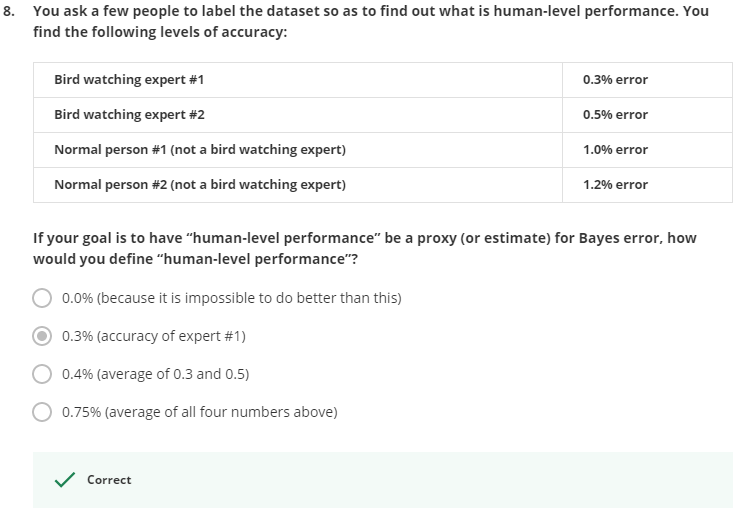 8. You ask a few people to label the dataset so as to find out what is human-level performance. You
find the following levels of accuracy:
Bird watching expert #1 0.3% error
Bird watching expert #2 0.5% error
Normal person #1 (not a bird watching expert) 1.0% error
Normal person #2 (not a bird watching expert) 1.2% error
If your goal is to have “human-level performance” be a proxy (or estimate) for Bayes error, how
would you define “human-level performance”?
0.0% (because it is impossible to do better than this)
0.3% (accuracy of expert #1)
0.4% (average of 0.3 and 0.5)
0.75% (average of all four numbers above)
Correct